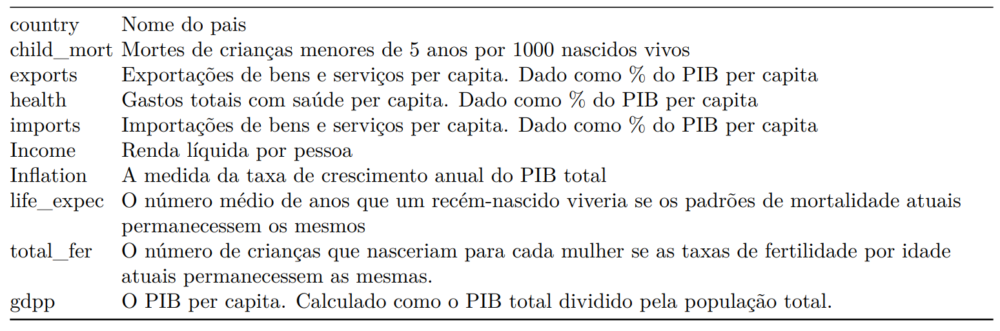 country Nome do pais
child_mort Mortes de crianças menores de 5 anos por 1000 nascidos vivos
exports Exportações de bens e serviços per capita. Dado como % do PIB per capita
health Gastos totais com saúde per capita. Dado como % do PIB per capita
imports Importações de bens e serviços per capita. Dado como % do PIB per capita
Income Renda líquida por pessoa
Inflation A medida da taxa de crescimento anual do PIB total
life_expec O número médio de anos que um recém-nascido viveria se os padrões de mortalidade atuais
permanecessem os mesmos
total_fer O número de crianças que nasceriam para cada mulher se as taxas de fertilidade por idade
atuais permanecessem as mesmas.
gdpp O PIB per capita. Calculado como o PIB total dividido pela população total.